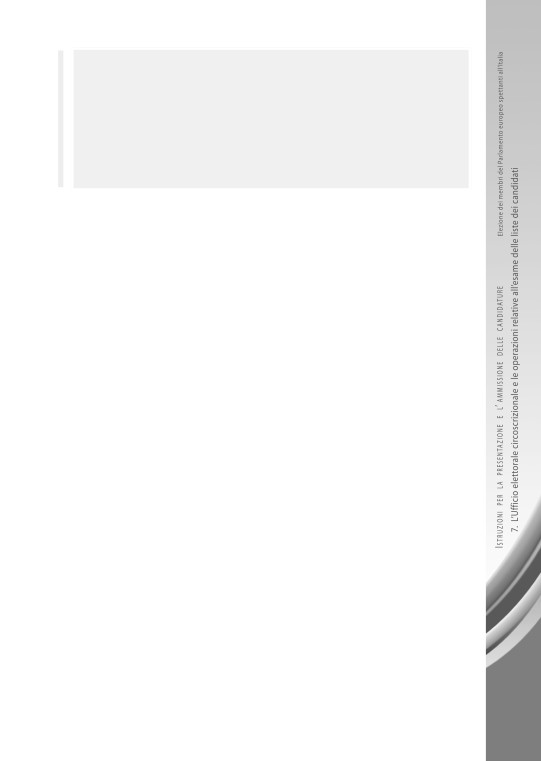 Elezione dei membri del Parlamento europeo spettanti all'Italia
ISTRUZIONI PER LA PRESENTAZIONE E L'AMMISSIONE DELLE CANDIDATURE
7. L'Ufficio elettorale circoscrizionale e le operazioni relative all'esame delle liste dei candidati